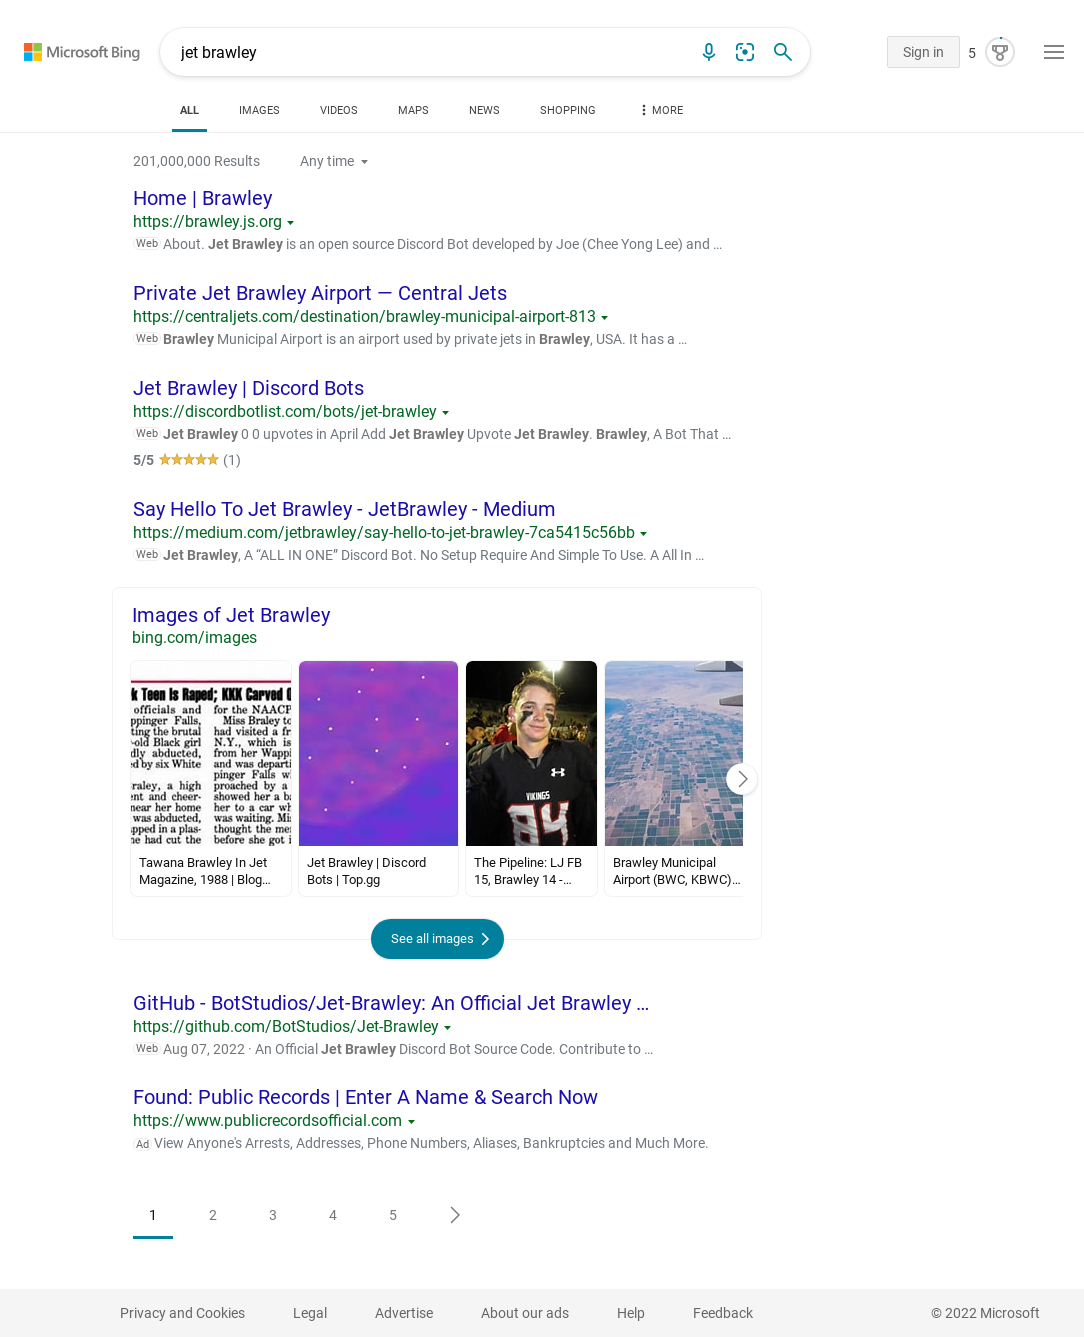 Microsoft Bing
jet brawley
Sign in
5
ALL
IMAGES
VIDEOS
MAPS
NEWS
SHOPPING
MORE
201,000,000 Results
Any time
Home | Brawley
https://brawley.js.org
Web About. Jet Brawley is an open source Discord Bot developed by Joe (Chee Yong Lee) and …
Private Jet Brawley Airport — Central Jets
https://centraljets.com/destination/brawley-municipal-airport-813
Web Brawley Municipal Airport is an airport used by private jets in Brawley, USA. It has a …
Jet Brawley | Discord Bots
https://discordbotlist.com/bots/jet-brawley
Web Jet Brawley 0 0 upvotes in April Add Jet Brawley Upvote Jet Brawley. Brawley, A Bot That …
5/5 (1)
Say Hello To Jet Brawley - JetBrawley - Medium
https://medium.com/jetbrawley/say-hello-to-jet-brawley-7ca5415c56bb
Web Jet Brawley, A “ALL IN ONE” Discord Bot. No Setup Require And Simple To Use. A All In …
Images of Jet Brawley
bing.com/images
k Teen Is Raped; KKK Carved
officials and
ppinger Falls,
ting the brutal
-old Black girl
dly abducted,
ed by six White
raley, a high
ent and cheer-
near her home
was abducted,
apped in a plas-
ne had cut the
for the NAACP
Miss Braley to
had visited a fr
N.Y., which is
from her Wappi
and was departi
pinger Falls w
proached by a
showed her a ba
her to a car wh
was waiting. Mis
thought the me
before she got i
Tawana Brawley In Jet
Magazine, 1988 | Blog…
Jet Brawley | Discord
Bots | Top.gg
VIKINGS
84
The Pipeline: LJ FB
15, Brawley 14 -…
Brawley Municipal
Airport (BWC, KBWC)…
See all images
GitHub - BotStudios/Jet-Brawley: An Official Jet Brawley …
https://github.com/BotStudios/Jet-Brawley
Web Aug 07, 2022 · An Official Jet Brawley Discord Bot Source Code. Contribute to …
Found: Public Records | Enter A Name & Search Now
https://www.publicrecordsofficial.com
Ad View Anyone's Arrests, Addresses, Phone Numbers, Aliases, Bankruptcies and Much More.
1 2 3 4 5
Privacy and Cookies
Legal
Advertise
About our ads
Help
Feedback
© 2022 Microsoft